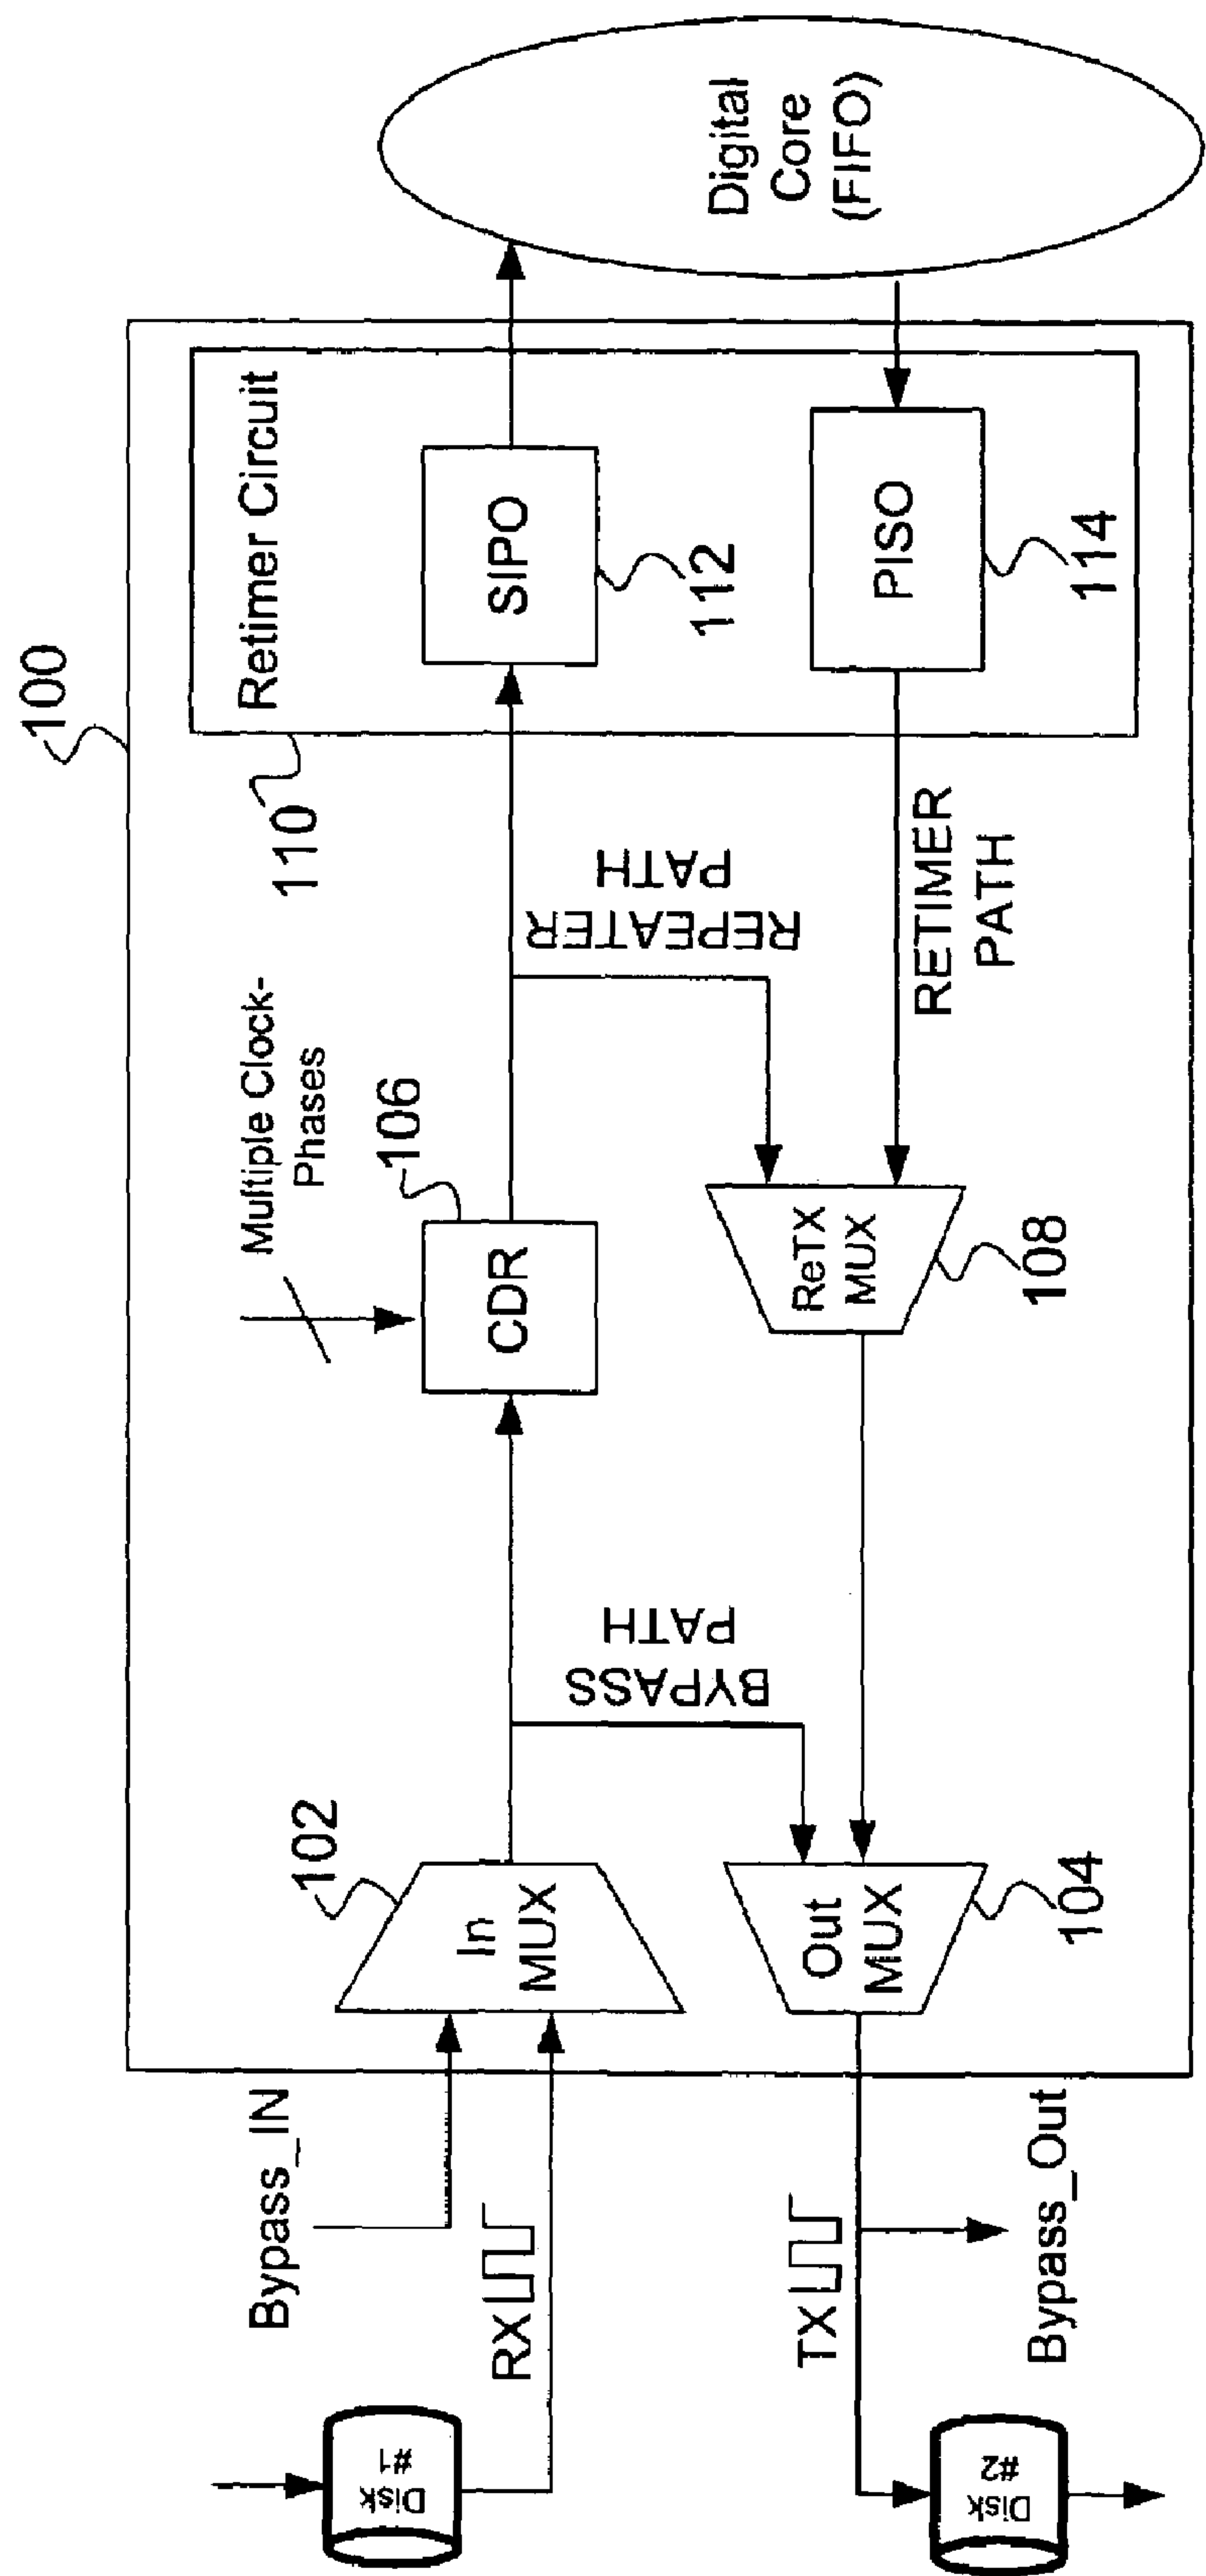 100
Multiple Clock-
Phases
110
Retimer Circuit
102
106
Bypass_IN
In
MUX
CDR
SIPO
112
Digital
Core
(FIFO)
RX
Disk
#1
BYPASS
PATH
REPEATER
PATH
TX
Out
MUX
104
ReTX
MUX
108
RETIMER
PATH
PISO
114
Bypass_Out
Disk
#2